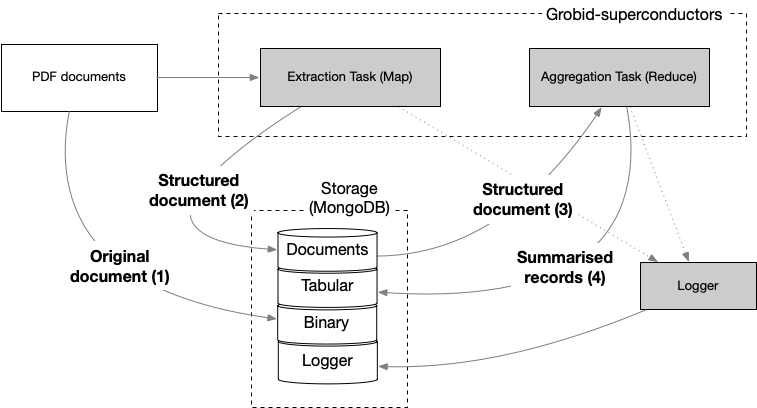 Grobid-superconductors
PDF documents
Extraction Task (Map)
Aggregation Task (Reduce)
Structured
document (2)
Storage
(MongoDB)
Structured
document (3)
Original
document (1)
Documents
Tabular
Binary
Logger
Summarised
records (4)
Logger